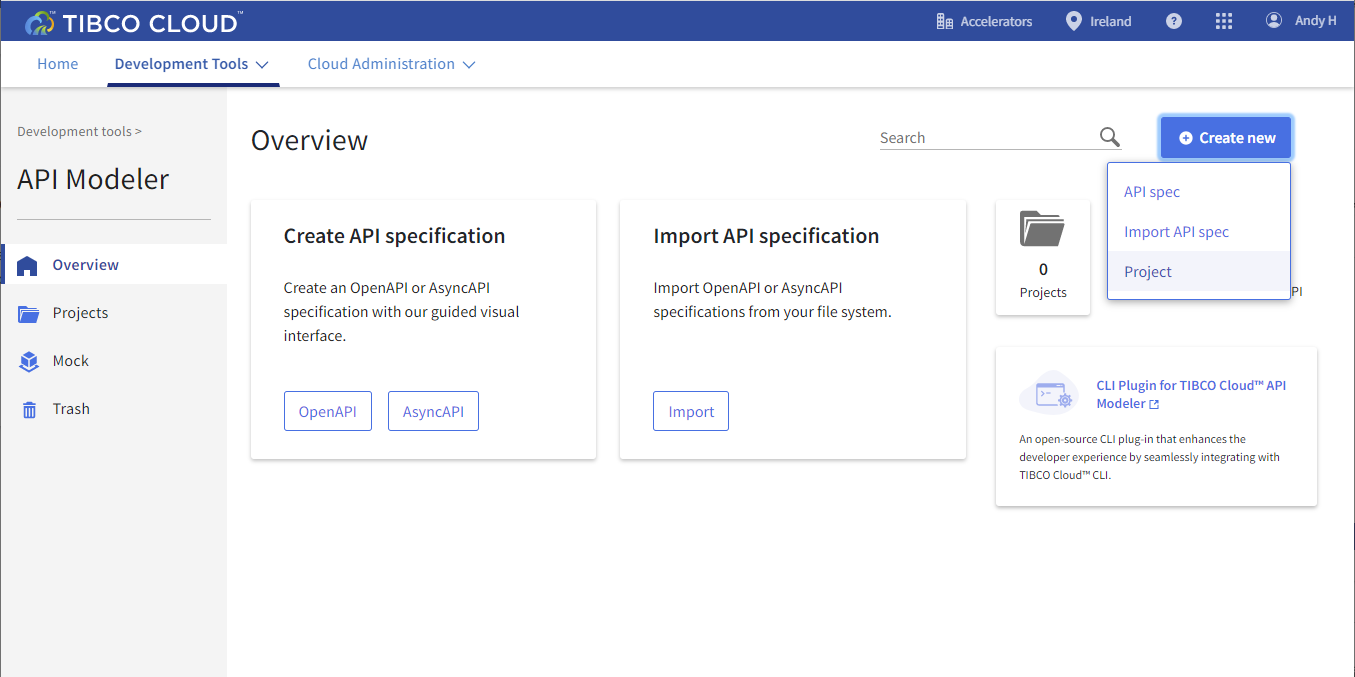 TIBCO CLOUD™
Accelerators
Ireland
?
Andy H
Home
Development Tools
Cloud Administration
Development tools >
API Modeler
Overview
Projects
Mock
Trash
Overview
Search
Create new
API spec
Import API spec
Project
Create API specification
Create an OpenAPI or AsyncAPI
specification with our guided visual
interface.
OpenAPI
AsyncAPI
Import API specification
Import OpenAPI or AsyncAPI
specifications from your file system.
Import
0
Projects
PI
CLI Plugin for TIBCO Cloud™ API
Modeler
An open-source CLI plug-in that enhances the
developer experience by seamlessly integrating with
TIBCO Cloud™ CLI.